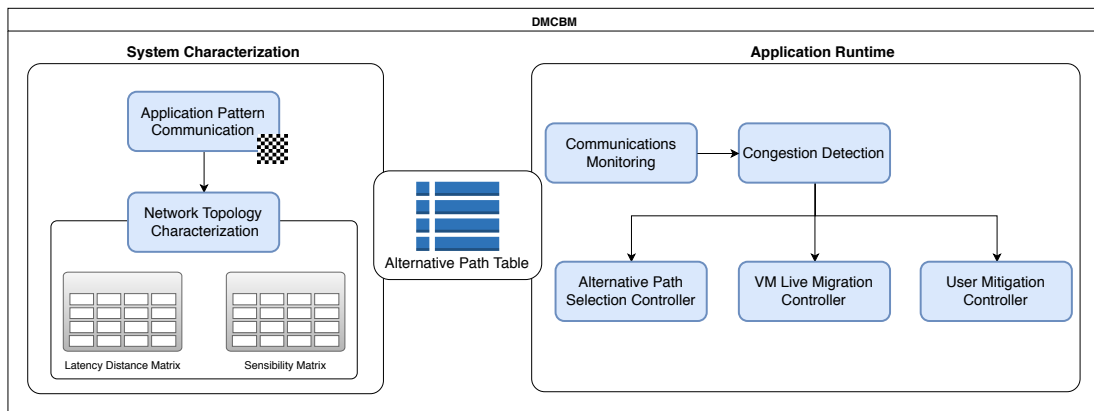 DMCBM
System Characterization
Application Pattern
Communication
Network Topology
Characterization
Latency Distance Matrix
Sensibility Matrix
Alternative Path Table
Application Runtime
Communications
Monitoring
Congestion Detection
Alternative Path
Selection Controller
VM Live Migration
Controller
User Mitigation
Controller